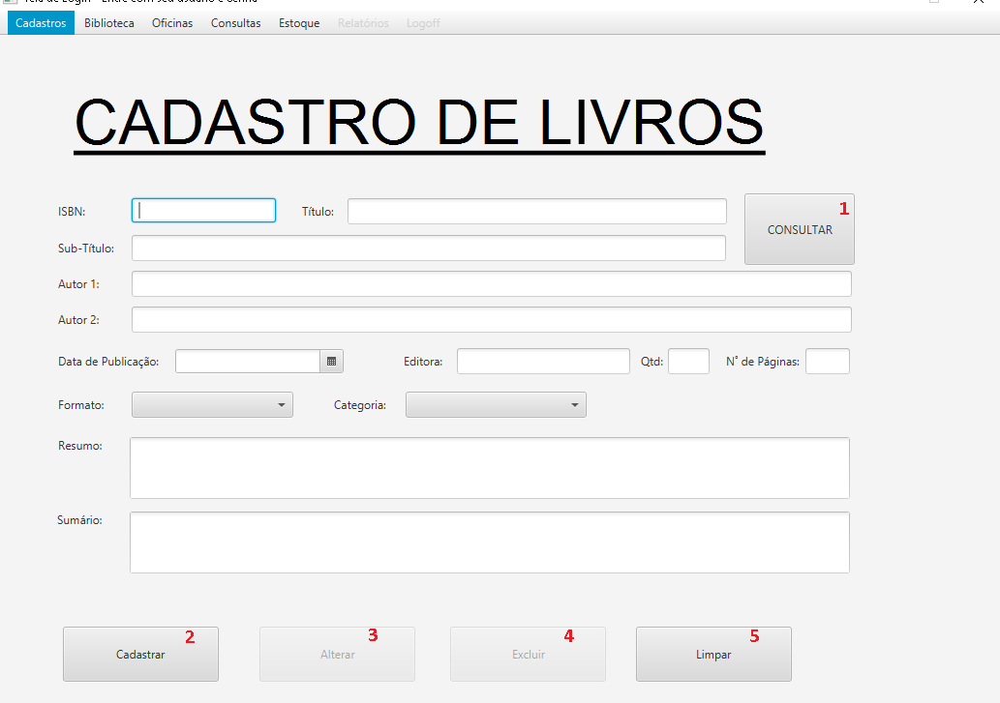 Cadastros Biblioteca Oficinas Consultas Estoque Relatórios Logoff
CADASTRO DE LIVROS
ISBN: Título: CONSULTAR 1
Sub-Título:
Autor 1:
Autor 2:
Data de Publicação: Editora: Qtd: N° de Páginas:
Formato: Categoria:
Resumo:
Sumário:
Cadastrar 2 Alterar 3 Excluir 4 Limpar 5